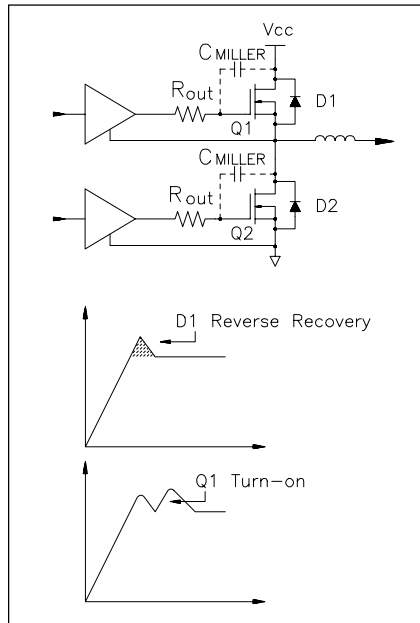 Vcc
CMILLER
Rout
D1
Q1
CMILLER
Rout
D2
Q2
D1 Reverse Recovery
Q1 Turn-on